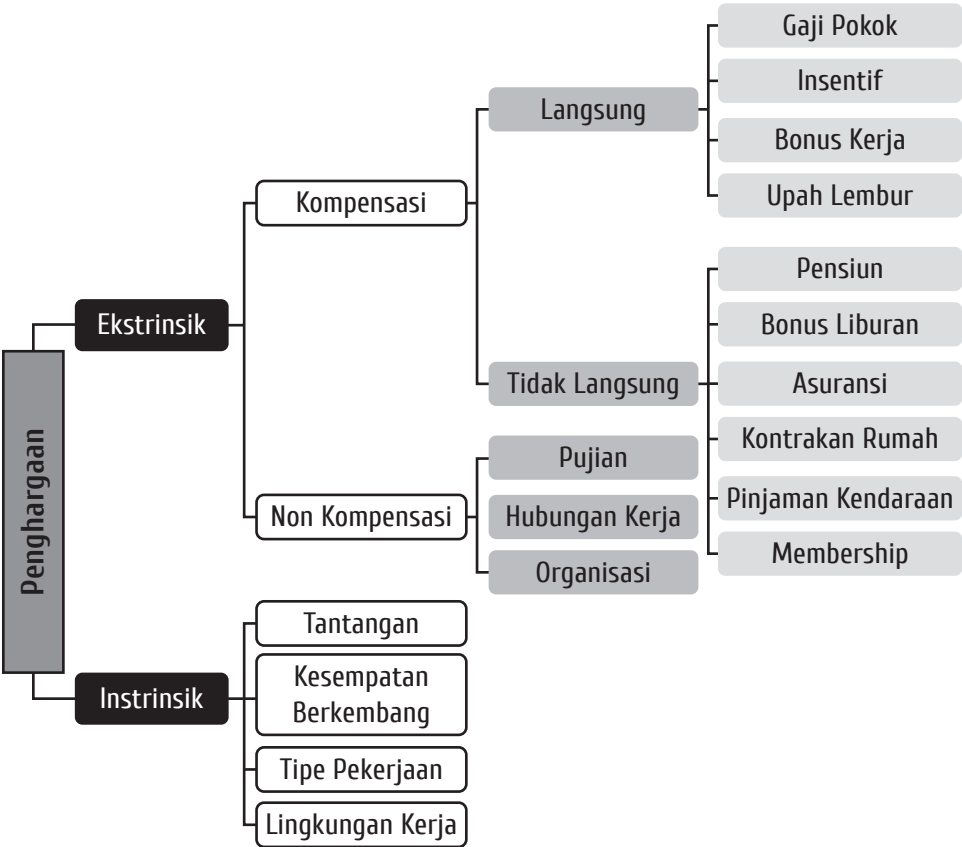 Penghargaan
Ekstrinsik
Kompensasi
Langsung
Gaji Pokok
Insentif
Bonus Kerja
Upah Lembur
Tidak Langsung
Pensiun
Bonus Liburan
Asuransi
Kontrakan Rumah
Pinjaman Kendaraan
Membership
Non Kompensasi
Pujian
Hubungan Kerja
Organisasi
Instrinsik
Tantangan
Kesempatan
Berkembang
Tipe Pekerjaan
Lingkungan Kerja